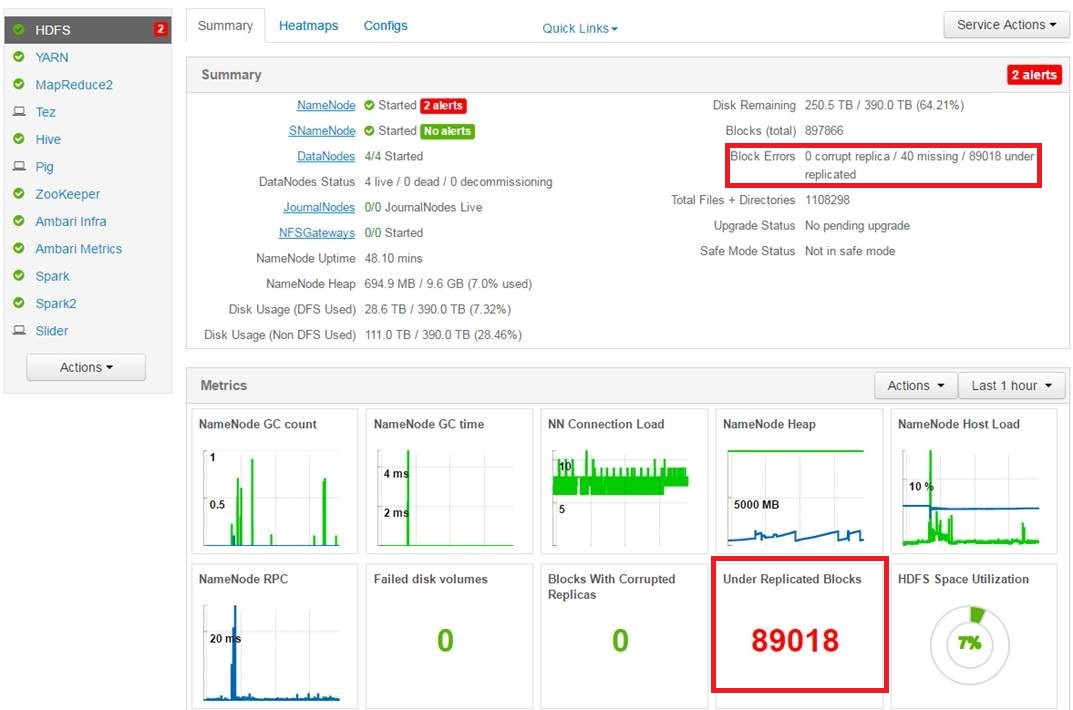 HDFS 2
YARN
MapReduce2
Tez
Hive
Pig
ZooKeeper
Ambari Infra
Ambari Metrics
Spark
Spark2
Slider
Actions
Summary Heatmaps Configs Quick Links Service Actions
Summary 2 alerts
NameNode Started 2 alerts
SNameNode Started No alerts
DataNodes 4/4 Started
DataNodes Status 4 live / 0 dead / 0 decommissioning
JournalNodes 0/0 JournalNodes Live
NFSGateways 0/0 Started
NameNode Uptime 48.10 mins
NameNode Heap 694.9 MB / 9.6 GB (7.0% used)
Disk Usage (DFS Used) 28.6 TB / 390.0 TB (7.32%)
Disk Usage (Non DFS Used) 111.0 TB / 390.0 TB (28.46%)
Disk Remaining 250.5 TB / 390.0 TB (64.21%)
Blocks (total) 897866
Block Errors 0 corrupt replica / 40 missing / 89018 under
replicated
Total Files + Directories 1108298
Upgrade Status No pending upgrade
Safe Mode Status Not in safe mode
Metrics Actions Last 1 hour
NameNode GC count
1
0.5
NameNode GC time
4 ms
2 ms
NN Connection Load
10
5
NameNode Heap
5000 MB
NameNode Host Load
10 %
NameNode RPC
20 ms
Failed disk volumes
0
Blocks With Corrupted
Replicas
0
Under Replicated Blocks
89018
HDFS Space Utilization
7%